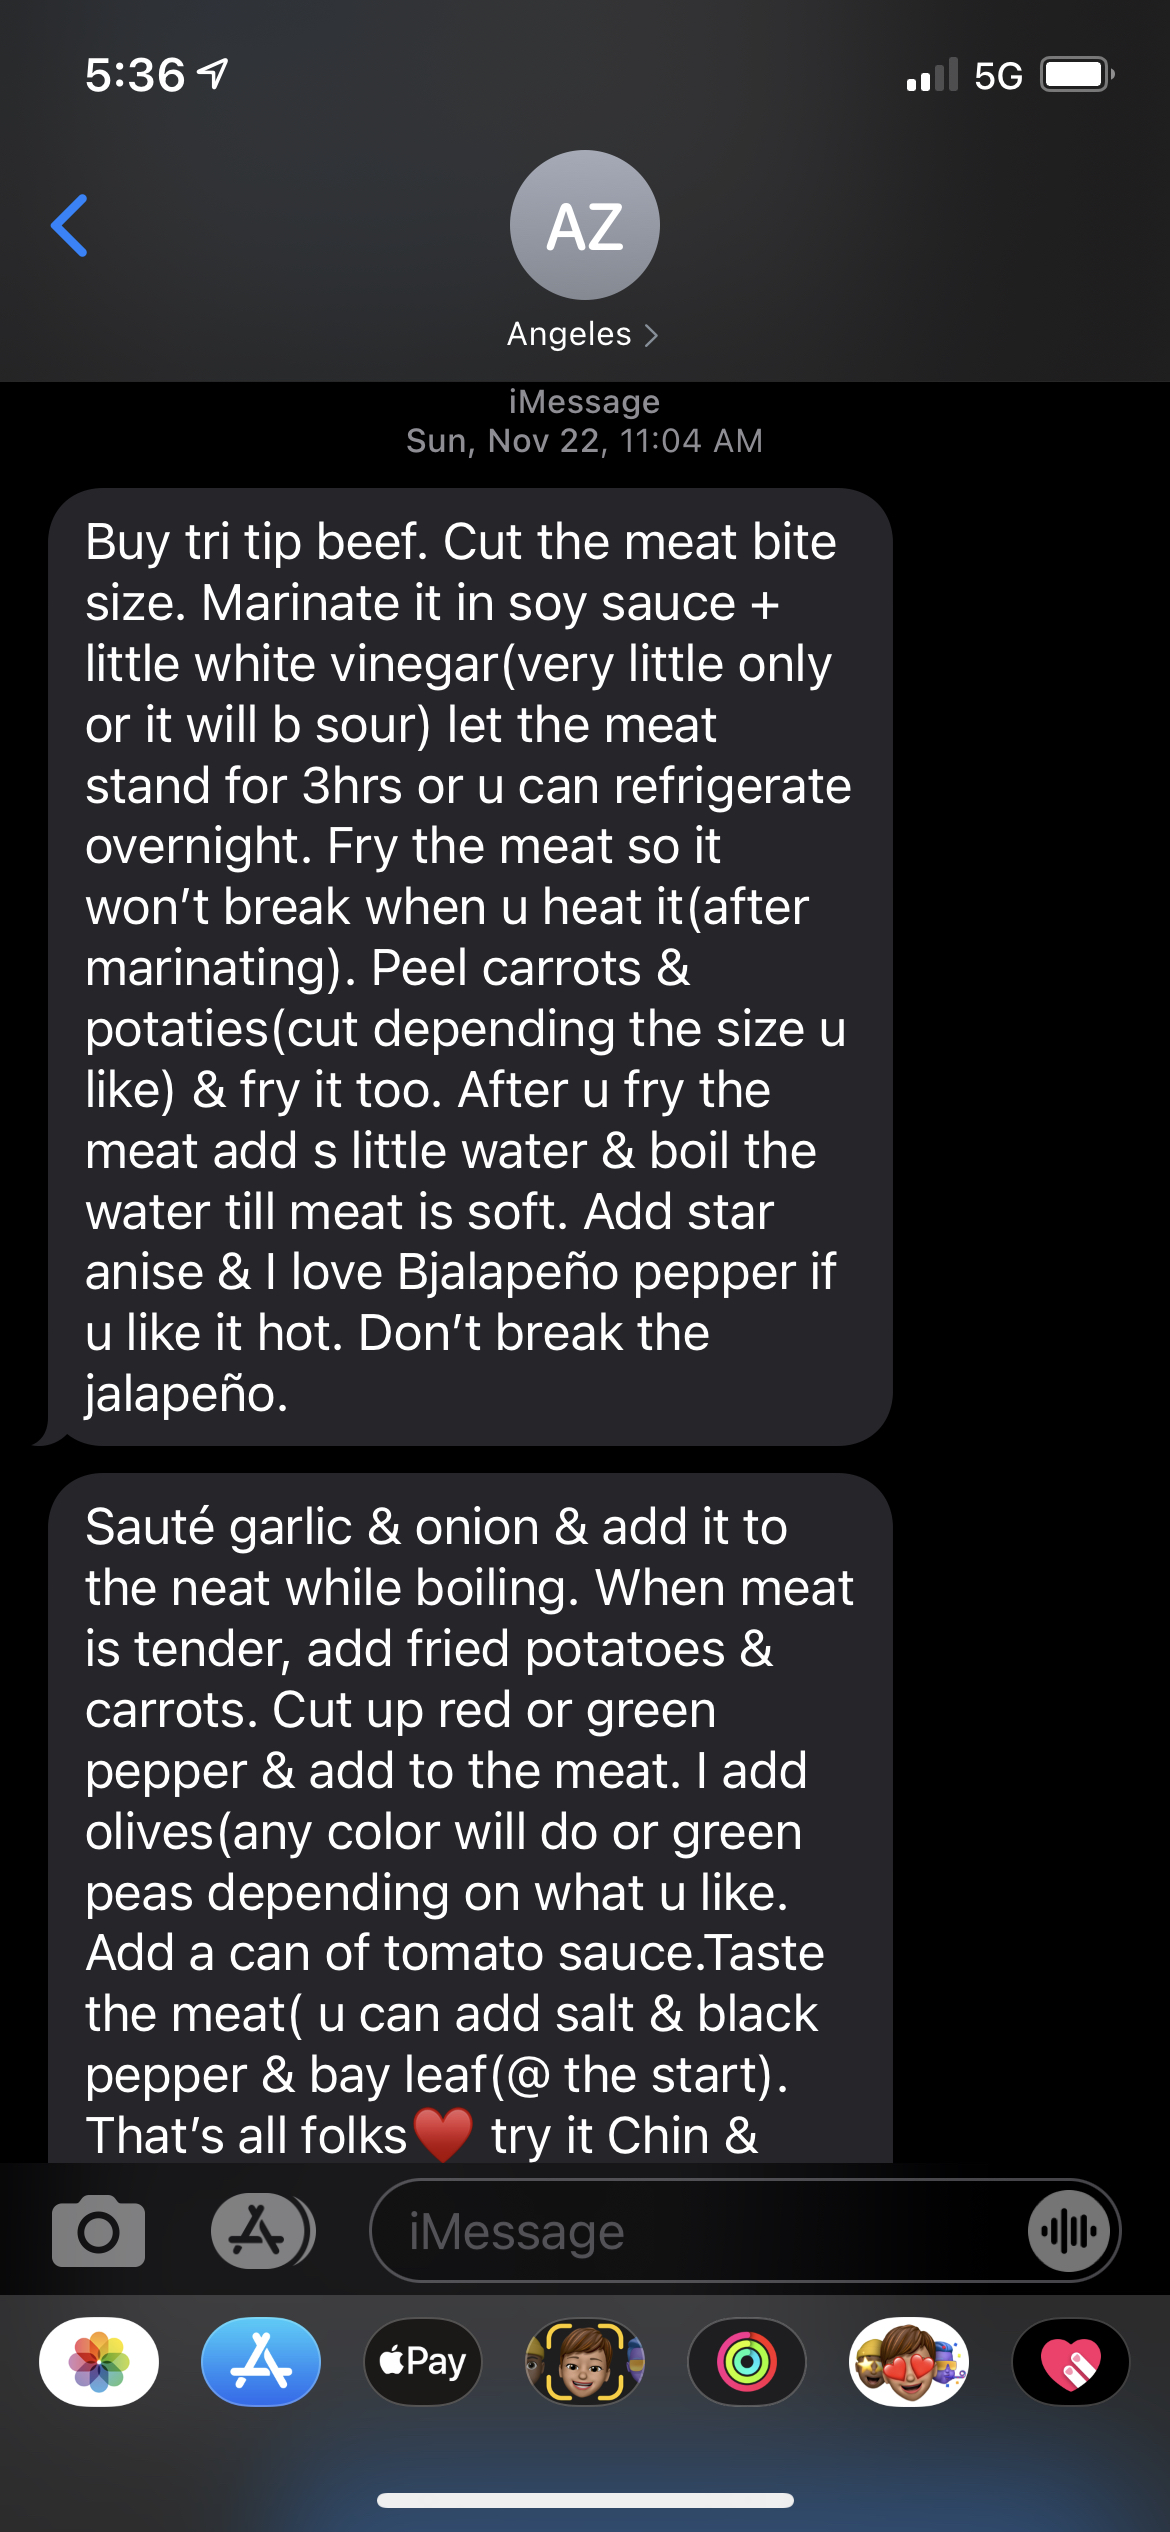 5:36
5G
AZ
Angeles
iMessage
Sun, Nov 22, 11:04 AM
Buy tri tip beef. Cut the meat bite
size. Marinate it in soy sauce +
little white vinegar(very little only
or it will b sour) let the meat
stand for 3hrs or u can refrigerate
overnight. Fry the meat so it
won't break when u heat it(after
marinating). Peel carrots &
potaties(cut depending the size u
like) & fry it too. After u fry the
meat add s little water & boil the
water till meat is soft. Add star
anise & I love Bjalapeño pepper if
u like it hot. Don't break the
jalapeño.
Sauté garlic & onion & add it to
the neat while boiling. When meat
is tender, add fried potatoes &
carrots. Cut up red or green
pepper & add to the meat. I add
olives(any color will do or green
peas depending on what u like.
Add a can of tomato sauce.Taste
the meat( u can add salt & black
pepper & bay leaf(@ the start).
That's all folks♥️ try it Chin &
iMessage
Pay